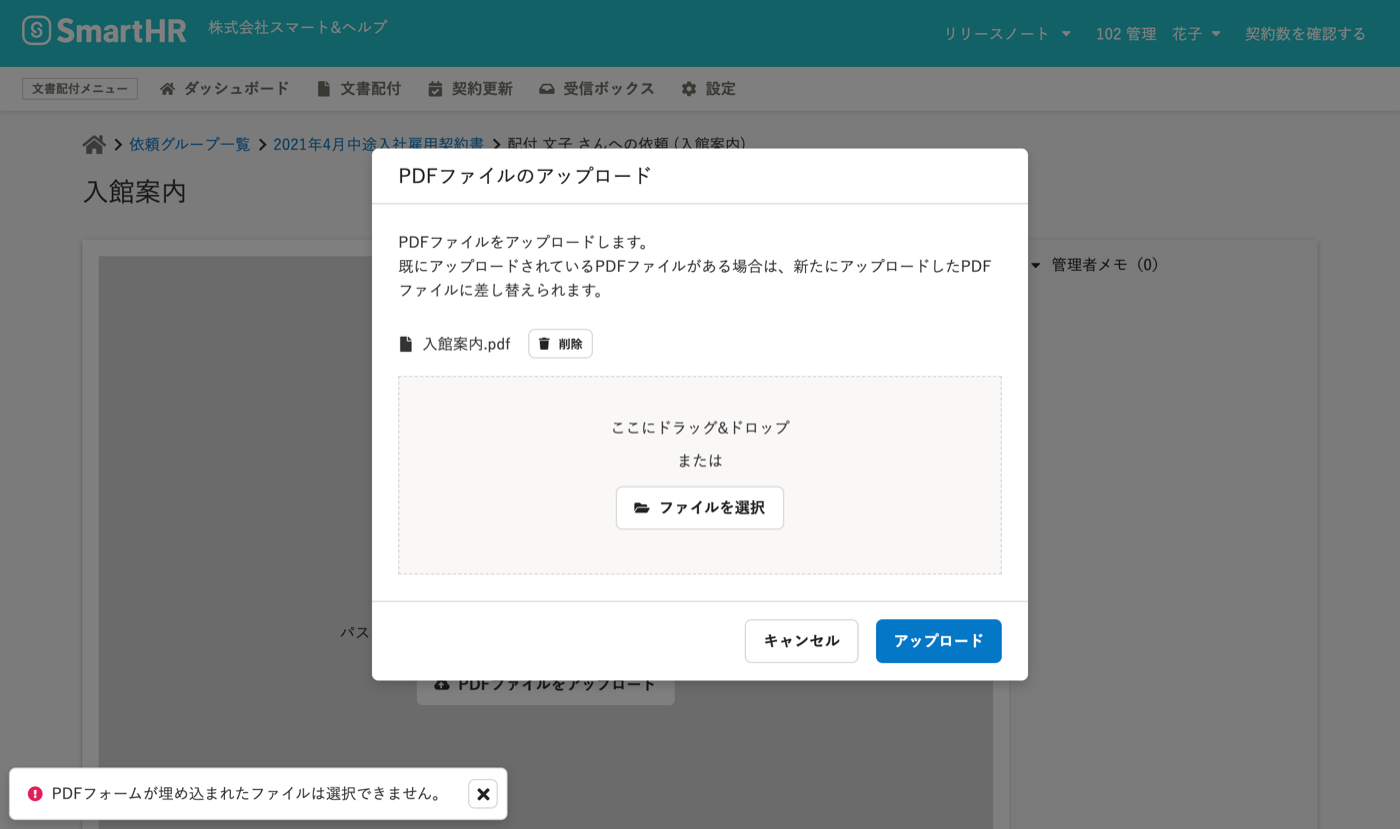 SmartHR 株式会社スマート&ヘルプ リリースノート 102 管理 花子 契約数を確認する
文書配付メニュー ダッシュボード 文書配付 契約更新 受信ボックス 設定
依頼グループ一覧 2021年4月中途入社雇用契約書 配付 文子 さんへの依頼 (入館案内)
入館案内
管理者メモ（0）
PDFファイルのアップロード
PDFファイルをアップロードします。
既にアップロードされているPDFファイルがある場合は、新たにアップロードしたPDF
ファイルに差し替えられます。
入館案内.pdf 削除
ここにドラッグ&ドロップ
または
ファイルを選択
パス
キャンセル アップロード
PDFファイルをアップロード
PDFフォームが埋め込まれたファイルは選択できません。